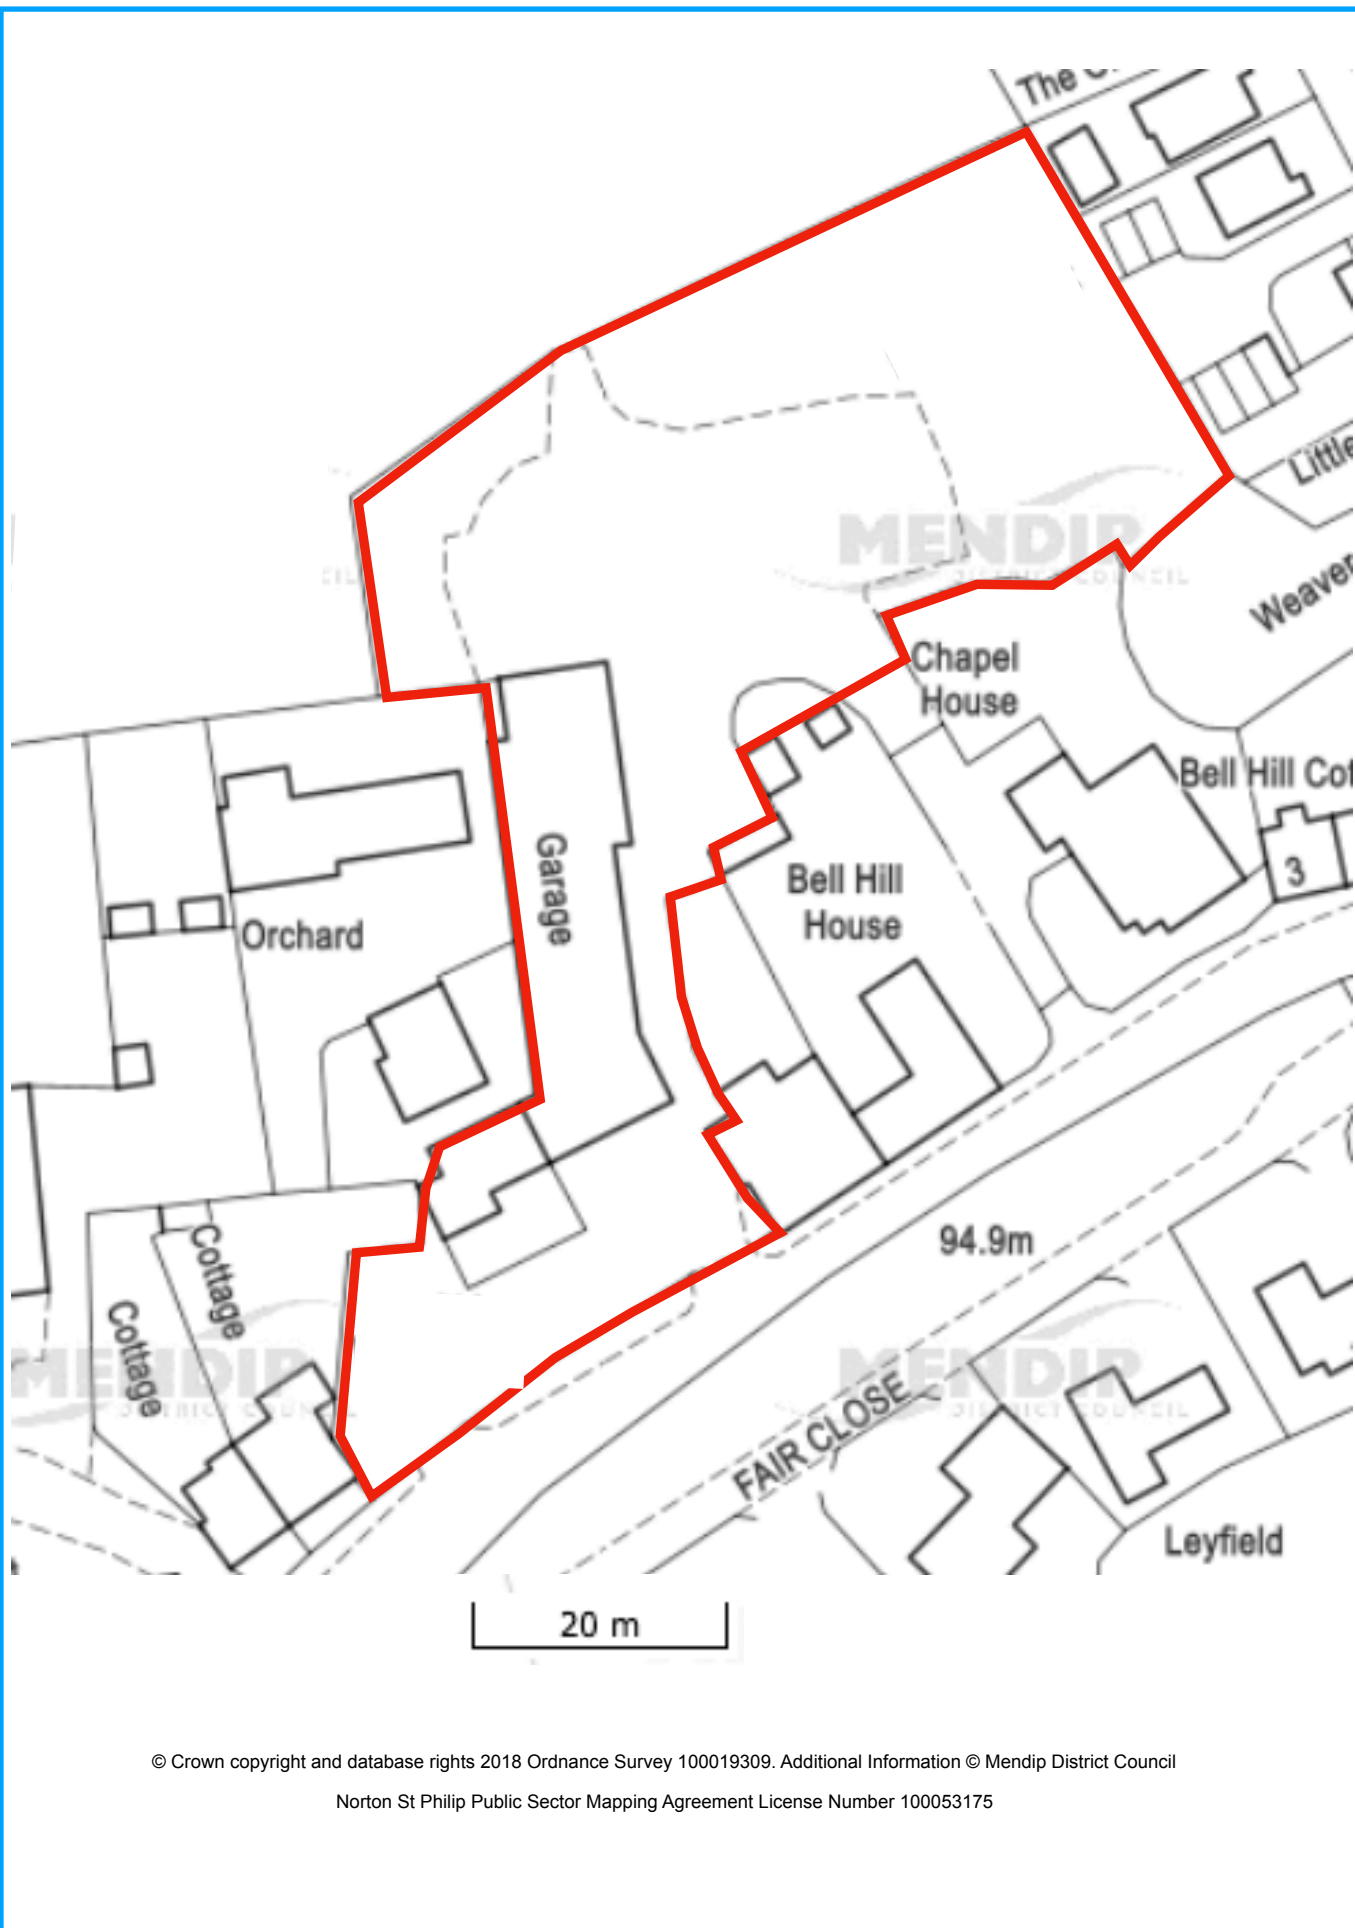 The
Little
MENDIP
DISTRICT COUNCIL
Weaver
Chapel
House
Bell Hill Cot
Garage
3
Bell Hill
House
Orchard
Cottage
94.9m
Cottage
MENDIP
DISTRICT COUNCIL
MENDIP
DISTRICT COUNCIL
FAIR CLOSE
Leyfield
20 m
© Crown copyright and database rights 2018 Ordnance Survey 100019309. Additional Information © Mendip District Council
Norton St Philip Public Sector Mapping Agreement License Number 100053175